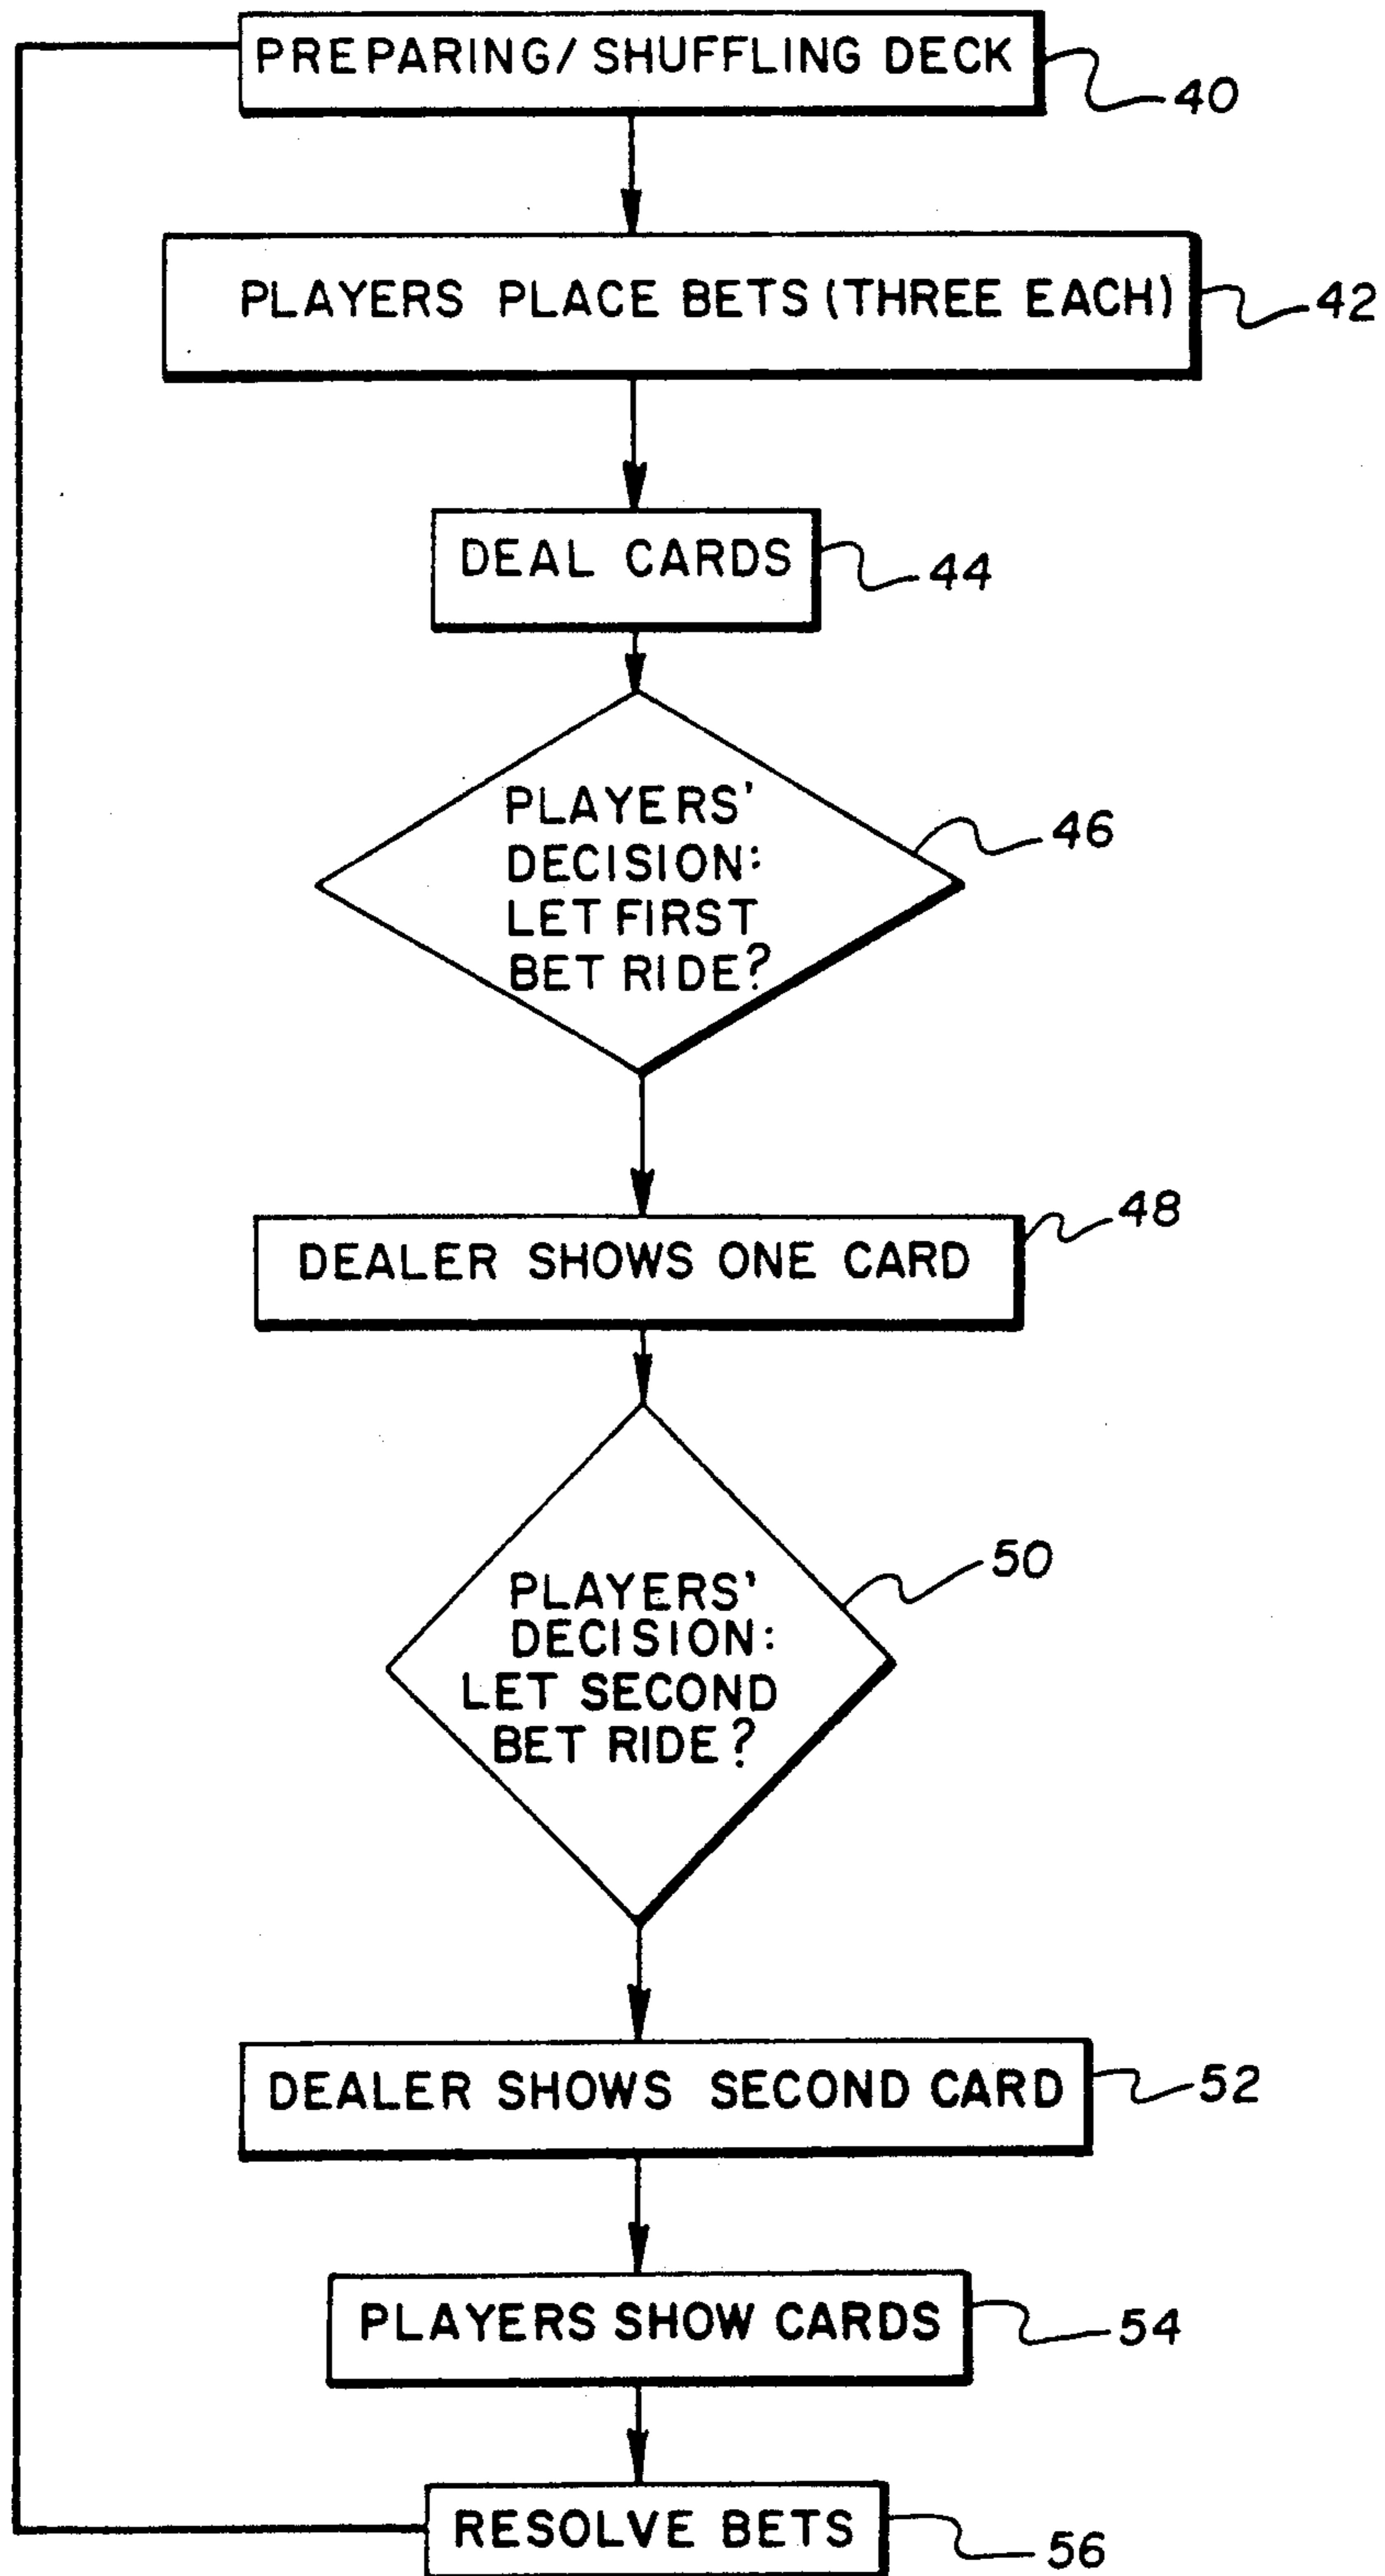 PREPARING/ SHUFFLING DECK
40
PLAYERS PLACE BETS (THREE EACH)
42
DEAL CARDS
44
PLAYERS'
DECISION:
LET FIRST
BET RIDE?
46
DEALER SHOWS ONE CARD
48
PLAYERS'
DECISION:
LET SECOND
BET RIDE?
50
DEALER SHOWS SECOND CARD
52
PLAYERS SHOW CARDS
54
RESOLVE BETS
56